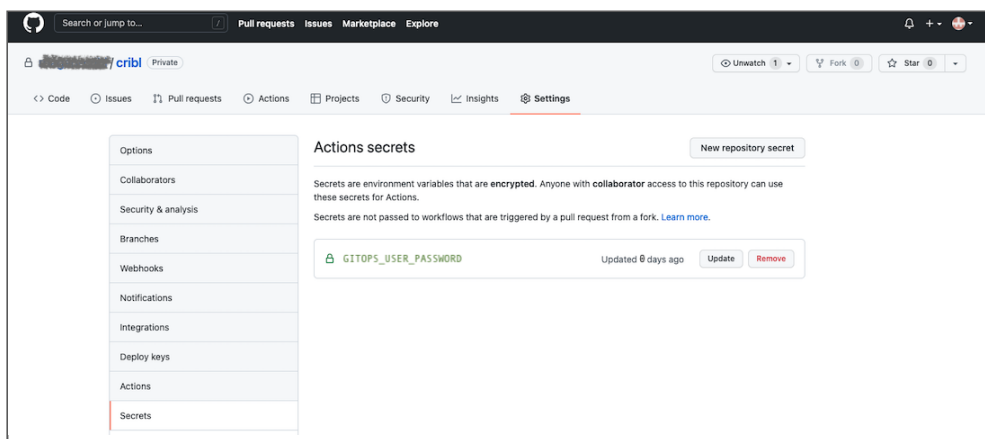 Search or jump to... / Pull requests Issues Marketplace Explore
/ cribl Private Unwatch 1 Fork 0 Star 0
Code Issues Pull requests Actions Projects Security Insights Settings
Options
Collaborators
Security & analysis
Branches
Webhooks
Notifications
Integrations
Deploy keys
Actions
Secrets
Actions secrets New repository secret
Secrets are environment variables that are encrypted. Anyone with collaborator access to this repository can use
these secrets for Actions.
Secrets are not passed to workflows that are triggered by a pull request from a fork. Learn more.
GITOPS_USER_PASSWORD Updated 0 days ago Update Remove